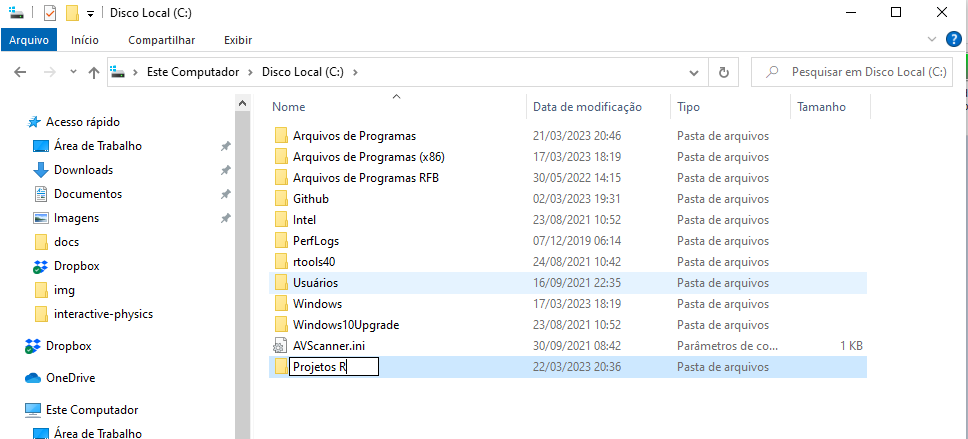 Disco Local (C:)
Arquivo Início Compartilhar Exibir
Este Computador Disco Local (C:) Pesquisar em Disco Local (C:)
Nome Data de modificação Tipo Tamanho
Acesso rápido
Área de Trabalho
Downloads
Documentos
Imagens
docs
Dropbox
img
interactive-physics
Dropbox
OneDrive
Este Computador
Área de Trabalho
Arquivos de Programas 21/03/2023 20:46 Pasta de arquivos
Arquivos de Programas (x86) 17/03/2023 18:19 Pasta de arquivos
Arquivos de Programas RFB 30/05/2022 14:15 Pasta de arquivos
Github 02/03/2023 19:31 Pasta de arquivos
Intel 23/08/2021 10:52 Pasta de arquivos
PerfLogs 07/12/2019 06:14 Pasta de arquivos
rtools40 24/08/2021 10:42 Pasta de arquivos
Usuários 16/09/2021 22:35 Pasta de arquivos
Windows 17/03/2023 18:19 Pasta de arquivos
Windows10Upgrade 23/08/2021 10:52 Pasta de arquivos
AVScanner.ini 30/09/2021 08:42 Parâmetros de co... 1 KB
Projetos R 22/03/2023 20:36 Pasta de arquivos